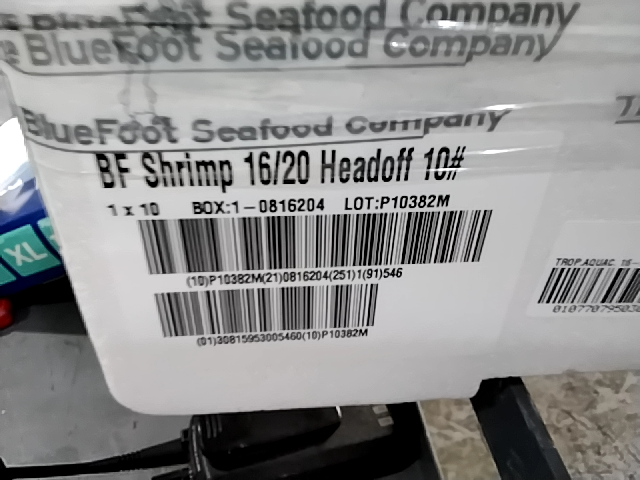 Seafood Company
BlueFoot Seafood Company
BlueFoot Seafood Company
BF Shrimp 16/20 Headoff 10#
1 x 10 BOX:1-0816204 LOT:P10382M
(10)P10382M(21)0816204(251)1(91)546
(01)30815953005460(10)P10382M
XL
TROP.AQUAC 16-